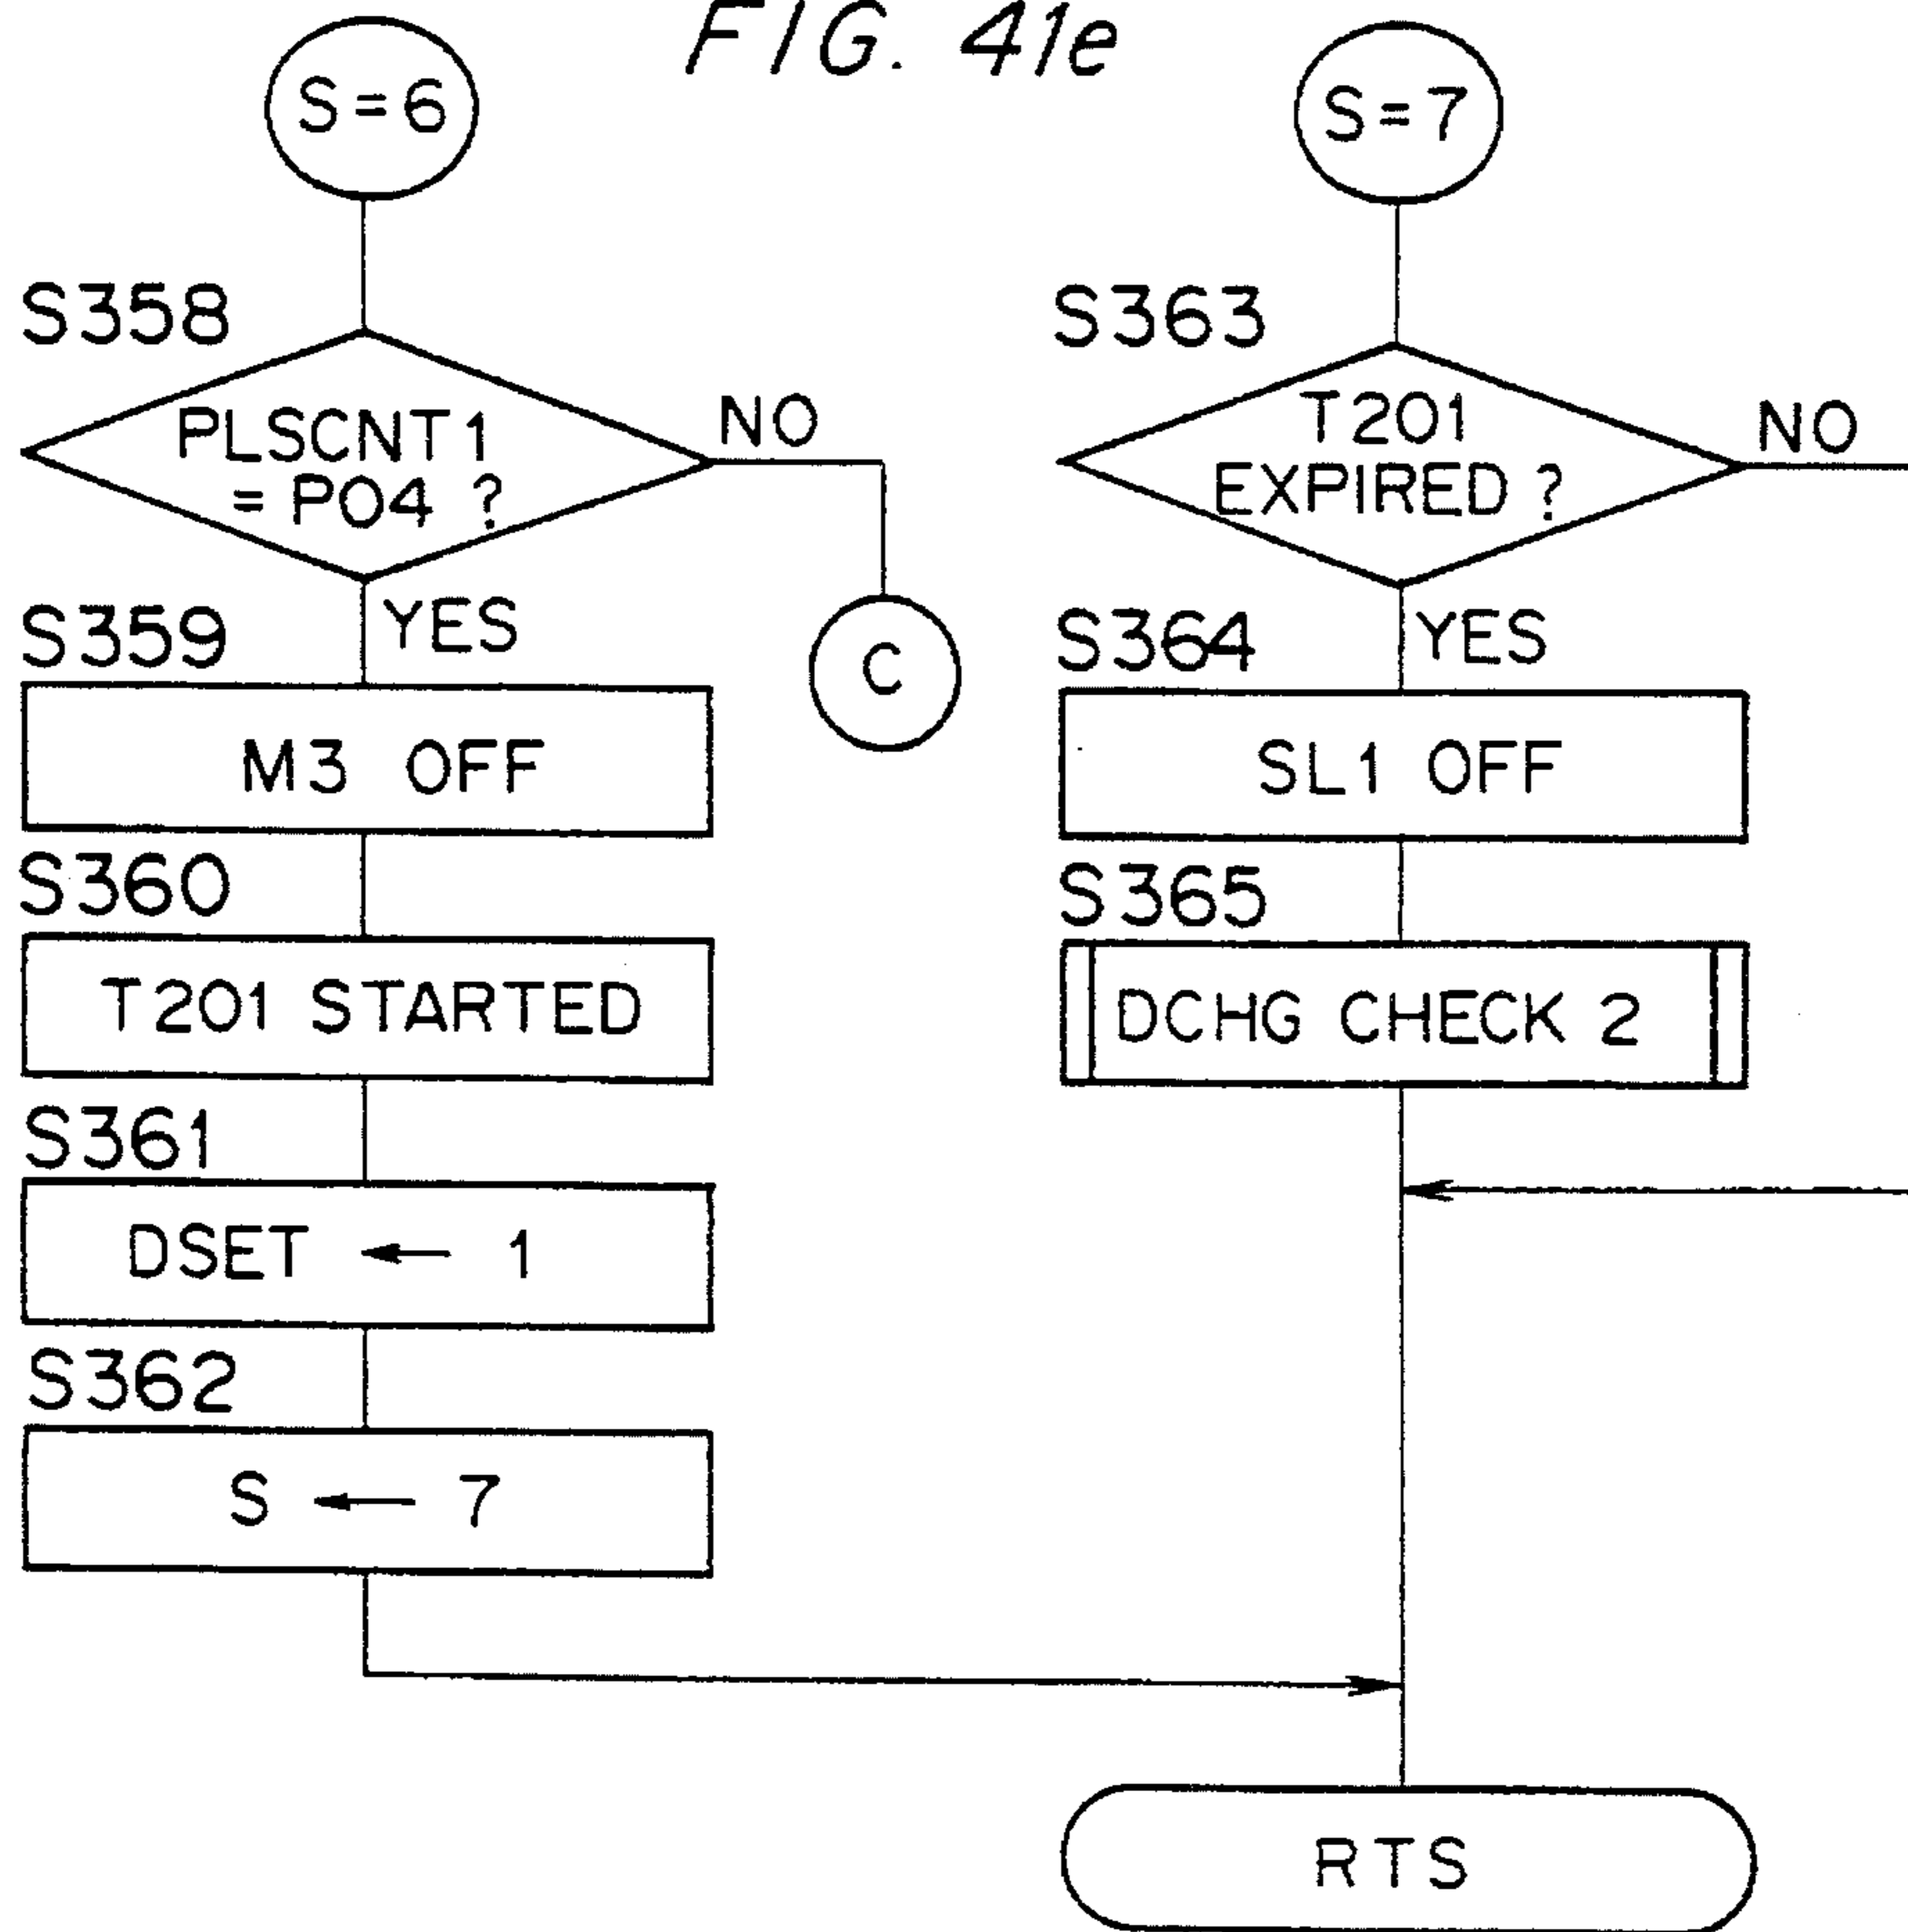 FIG. 41e
S=6
S358
PLSCNT1
= P04 ?
NO
C
YES
S359
M3 OFF
S360
T201 STARTED
S361
DSET ← 1
S362
S ← 7
S=7
S363
T201
EXPIRED ?
NO
YES
S364
SL1 OFF
S365
DCHG CHECK 2
RTS